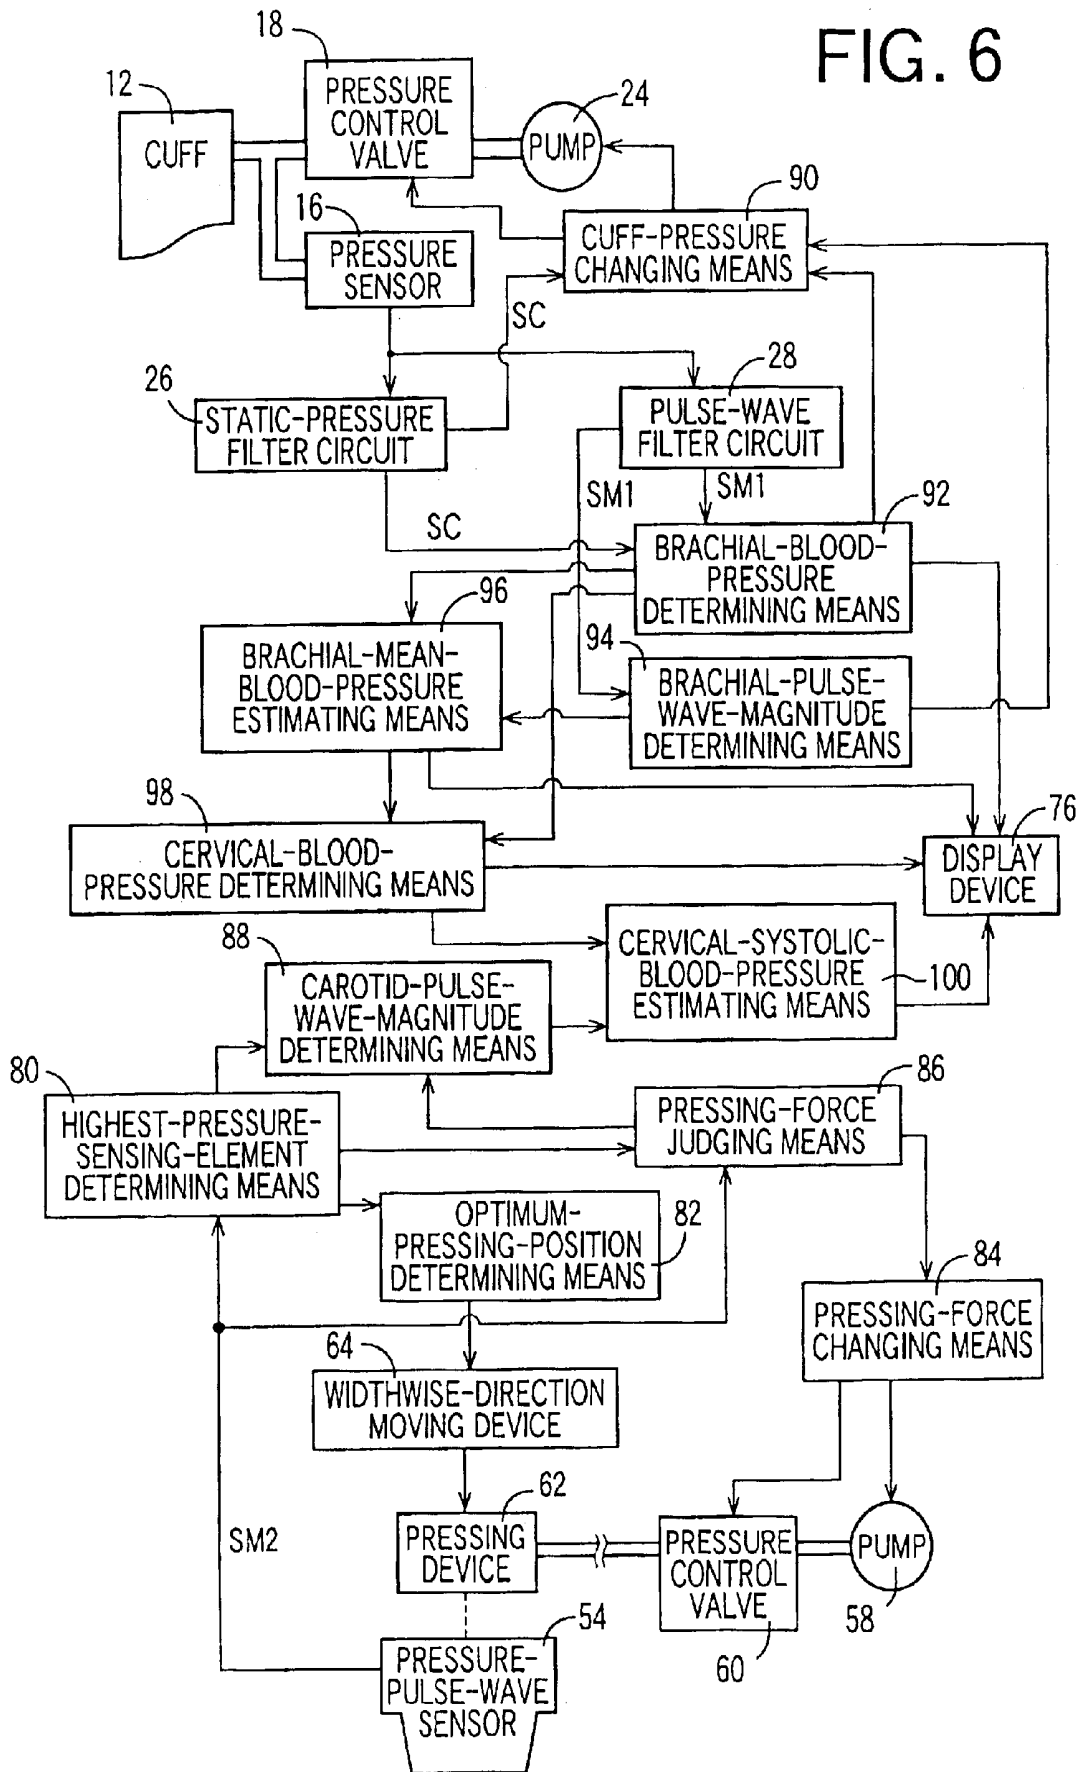 FIG. 6
18
12
PRESSURE
CONTROL
VALVE
24
CUFF
PUMP
90
16
CUFF-PRESSURE
CHANGING MEANS
PRESSURE
SENSOR
SC
28
26
PULSE-WAVE
FILTER CIRCUIT
STATIC-PRESSURE
FILTER CIRCUIT
SM1
SM1
92
SC
BRACHIAL-BLOOD-
PRESSURE
DETERMINING MEANS
96
94
BRACHIAL-MEAN-
BLOOD-PRESSURE
ESTIMATING MEANS
BRACHIAL-PULSE-
WAVE-MAGNITUDE
DETERMINING MEANS
98
76
CERVICAL-BLOOD-
PRESSURE DETERMINING MEANS
DISPLAY
DEVICE
88
CERVICAL-SYSTOLIC-
BLOOD-PRESSURE
ESTIMATING MEANS
100
CAROTID-PULSE-
WAVE-MAGNITUDE
DETERMINING MEANS
80
86
HIGHEST-PRESSURE-
SENSING-ELEMENT
DETERMINING MEANS
PRESSING-FORCE
JUDGING MEANS
OPTIMUM-
PRESSING-POSITION
DETERMINING MEANS
82
84
PRESSING-FORCE
CHANGING MEANS
64
WIDTHWISE-DIRECTION
MOVING DEVICE
62
SM2
PRESSING
DEVICE
PRESSURE
CONTROL
VALVE
PUMP
58
60
54
PRESSURE-
PULSE-WAVE
SENSOR